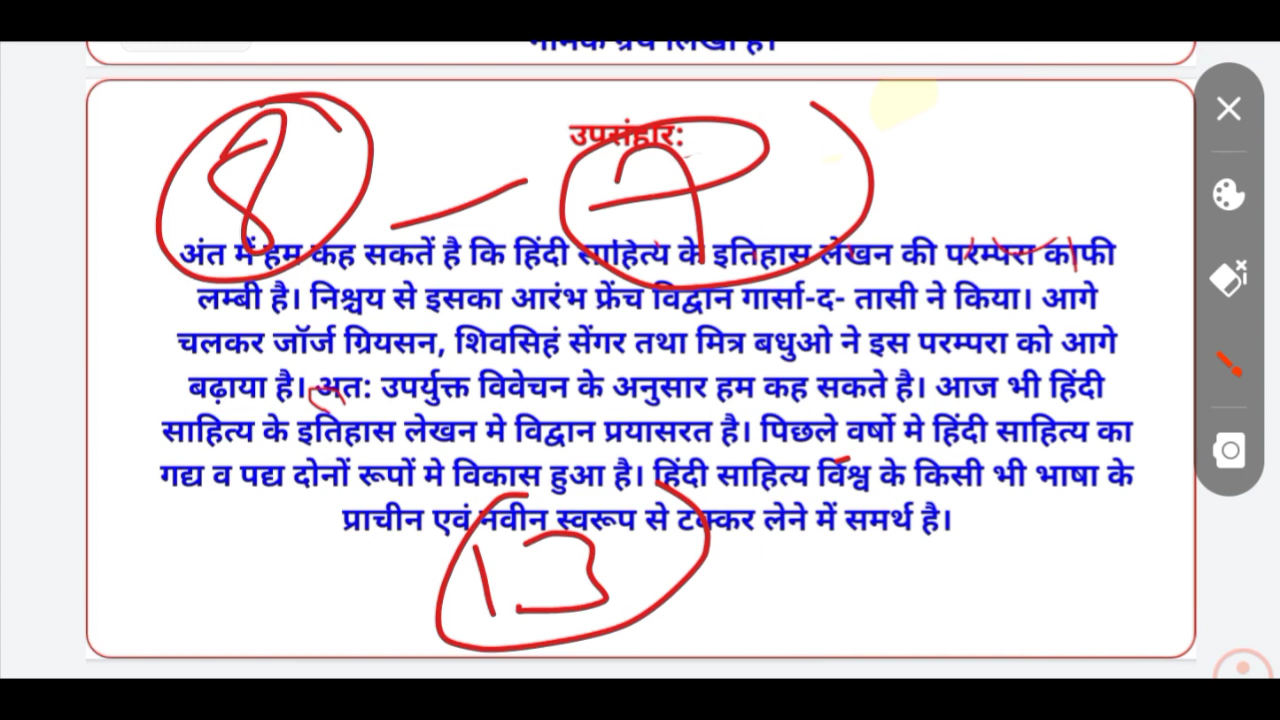 नामक ग्रंथ लिखा है।
उपसंहार:
8 - 9
अंत में हम कह सकतें है कि हिंदी साहित्य के इतिहास लेखन की परम्परा काफी
लम्बी है। निश्चय से इसका आरंभ फ्रेंच विद्वान गार्सा-द- तासी ने किया। आगे
चलकर जॉर्ज ग्रियसन, शिवसिहं सेंगर तथा मित्र बधुओ ने इस परम्परा को आगे
बढ़ाया है। अत: उपर्युक्त विवेचन के अनुसार हम कह सकते है। आज भी हिंदी
साहित्य के इतिहास लेखन मे विद्वान प्रयासरत है। पिछले वर्षो मे हिंदी साहित्य का
गद्य व पद्य दोनों रूपों मे विकास हुआ है। हिंदी साहित्य विश्व के किसी भी भाषा के
प्राचीन एवं नवीन स्वरूप से टक्कर लेने में समर्थ है।
13